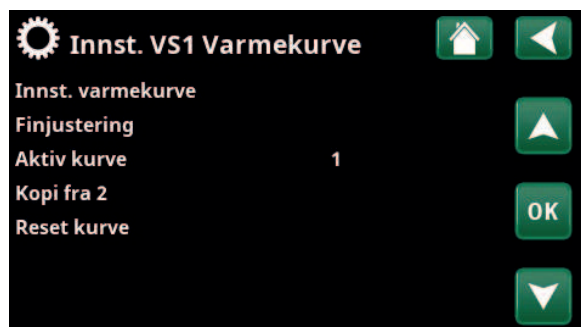 Innst. VS1 Varmekurve
Innst. varmekurve
Finjustering
Aktiv kurve 1
Kopi fra 2
Reset kurve
OK